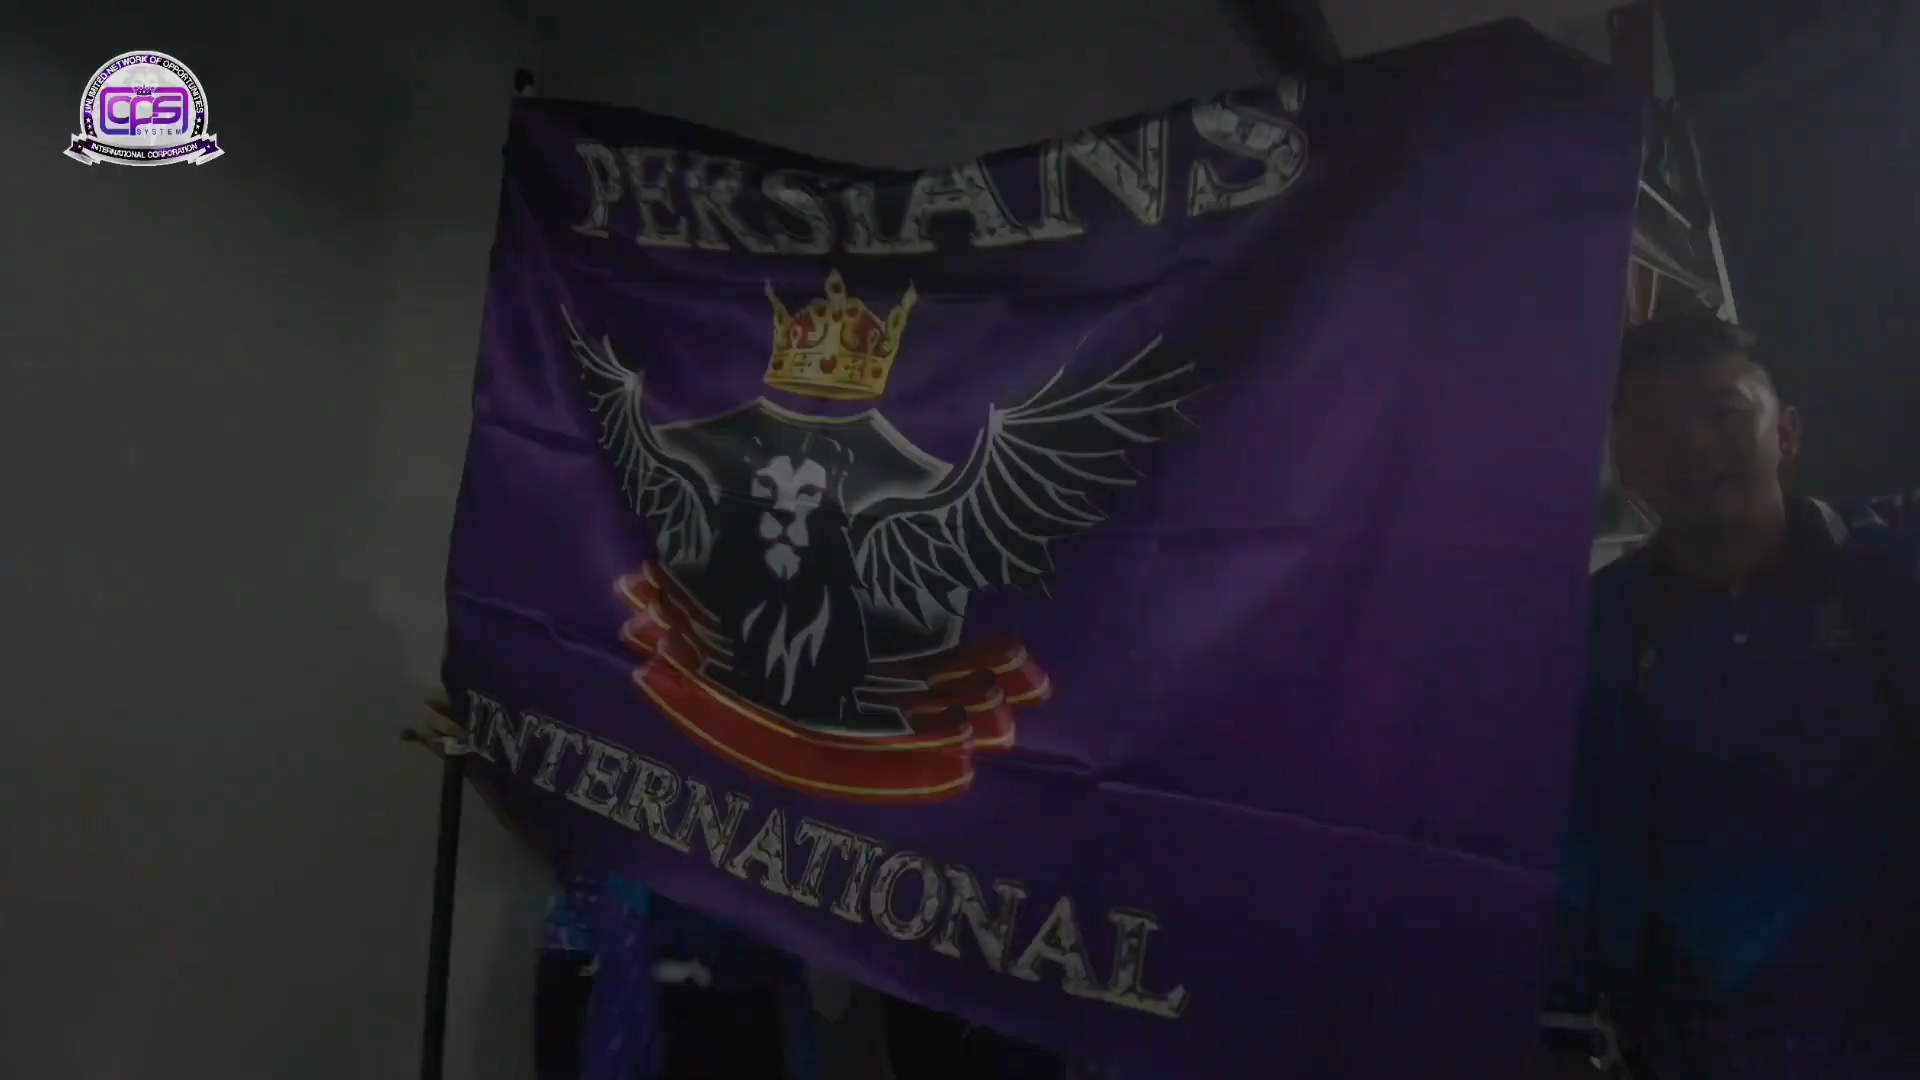 UNLIMITED NETWORK OF OPPORTUNITIES
CPS
SYSTEM
INTERNATIONAL CORPORATION
PERSIANS
INTERNATIONAL